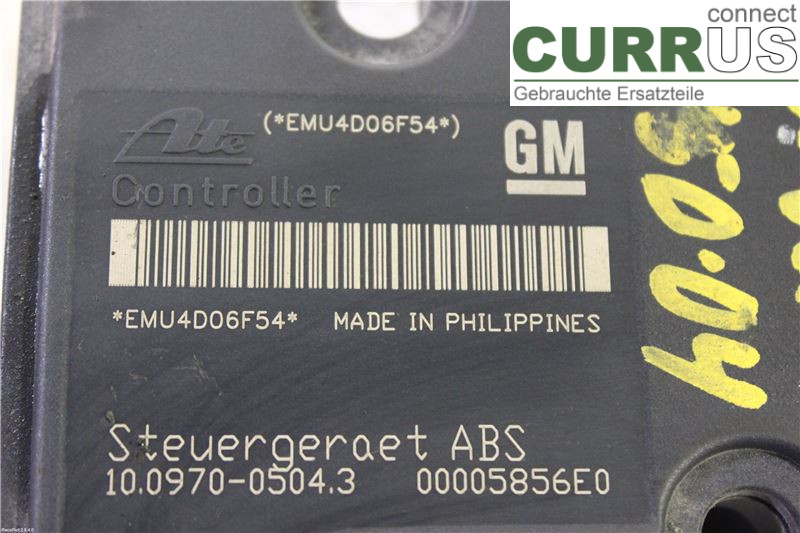 connect
CURRUS
Gebrauchte Ersatzteile
Ate (*EMU4D06F54*) GM
Controller
*EMU4D06F54* MADE IN PHILIPPINES
Steuergeraet ABS
10.0970-0504.3 00005856E0